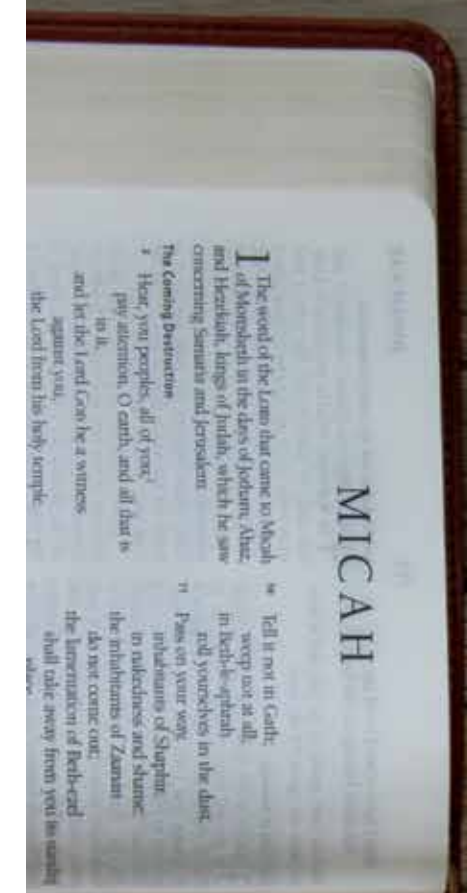 MICAH
1 The word of the LORD that came to Micah
of Moresheth in the days of Jotham, Ahaz,
and Hezekiah, kings of Judah, which he saw
concerning Samaria and Jerusalem.
The Coming Destruction
2 Hear, you peoples, all of you;
pay attention, O earth, and all that is
in it,
and let the Lord GOD be a witness
against you,
the Lord from his holy temple.
10 Tell it not in Gath;
weep not at all;
in Beth-le-aphrah
roll yourselves in the dust.
11 Pass on your way,
inhabitants of Shaphir,
in nakedness and shame;
the inhabitants of Zaanan
do not come out;
the lamentation of Beth-ezel
shall take away from you its standing
place.